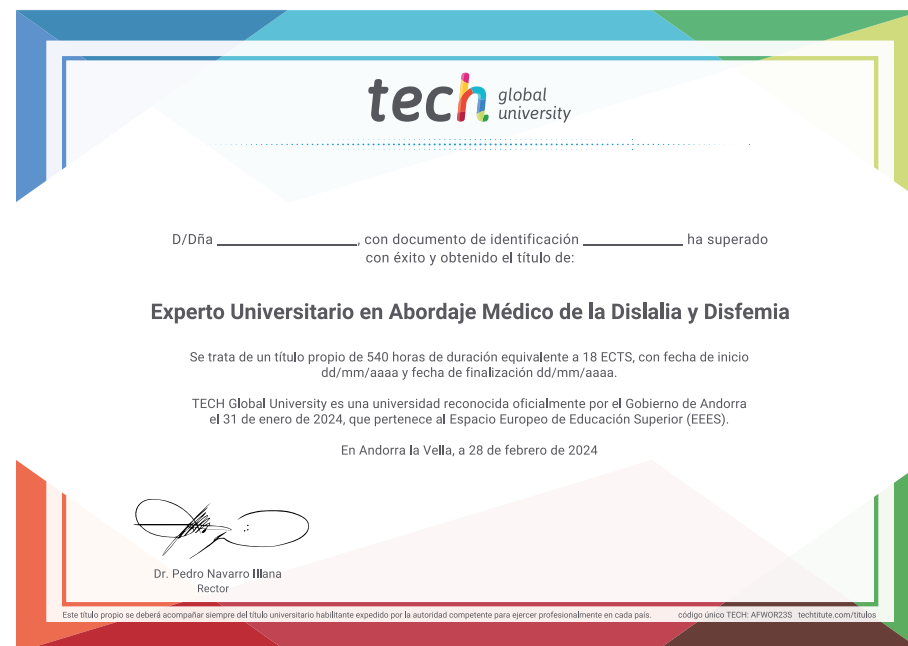 tech global
university
D/Dña ______________, con documento de identificación __________ ha superado
con éxito y obtenido el título de:
Experto Universitario en Abordaje Médico de la Dislalia y Disfemia
Se trata de un título propio de 540 horas de duración equivalente a 18 ECTS, con fecha de inicio
dd/mm/aaaa y fecha de finalización dd/mm/aaaa.
TECH Global University es una universidad reconocida oficialmente por el Gobierno de Andorra
el 31 de enero de 2024, que pertenece al Espacio Europeo de Educación Superior (EEES).
En Andorra la Vella, a 28 de febrero de 2024
Dr. Pedro Navarro Illana
Rector
Este título propio se deberá acompañar siempre del título universitario habilitante expedido por la autoridad competente para ejercer profesionalmente en cada país. código único TECH: AFWOR23S techtitute.com/titulos